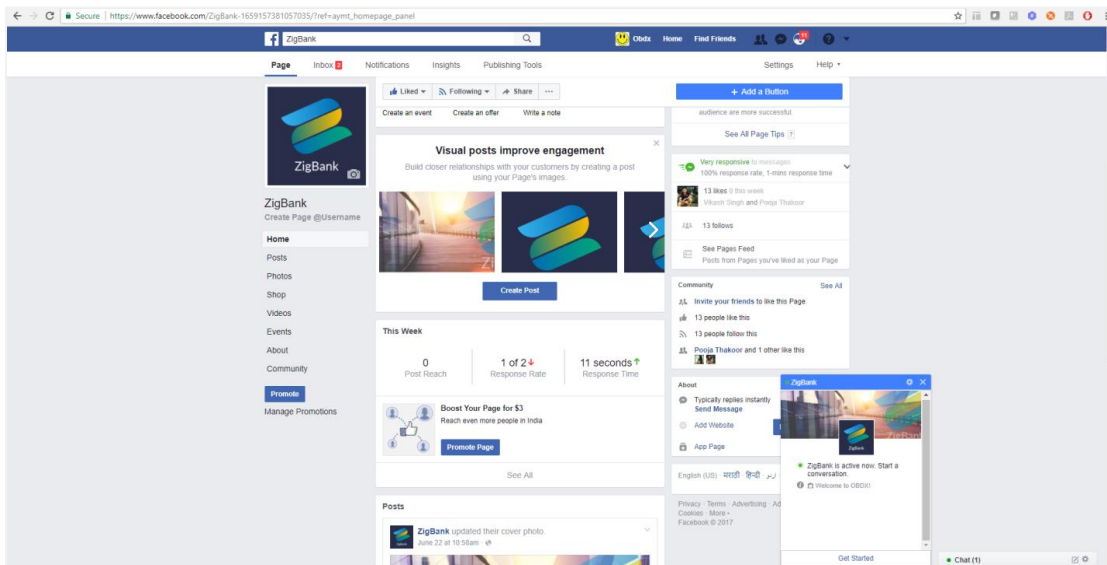 Secure | https://www.facebook.com/ZigBank-1659157381057035/?ref=aymt_homepage_panel
ZigBank
Obdx Home Find Friends 11
Page Inbox 2 Notifications Insights Publishing Tools Settings Help
Liked Following Share ...
+ Add a Button
Create an event Create an offer Write a note
audience are more successful.
See All Page Tips ?
Visual posts improve engagement
Build closer relationships with your customers by creating a post
using your Page's images.
Create Post
ZigBank
ZigBank
Create Page @Username
Home
Posts
Photos
Shop
Videos
Events
About
Community
Promote
Manage Promotions
This Week
0 1 of 2 11 seconds
Post Reach Response Rate Response Time
Boost Your Page for $3
Reach even more people in India
Promote Page
See All
Posts
ZigBank updated their cover photo.
June 22 at 10:58am
Very responsive to messages
100% response rate, 1-mins response time
13 likes 0 this week
Vikash Singh and Pooja Thakoor
13 follows
See Pages Feed
Posts from Pages you've liked as your Page
Community See All
Invite your friends to like this Page
13 people like this
13 people follow this
Pooja Thakoor and 1 other like this
About
Typically replies instantly
Send Message
Add Website
App Page
English (US) · मराठी · हिन्दी · اردو
Privacy · Terms · Advertising · Ad
Cookies · More
Facebook © 2017
ZigBank
ZigBank
ZigBank is active now. Start a
conversation.
Welcome to OBDX!
Get Started
Chat (1)